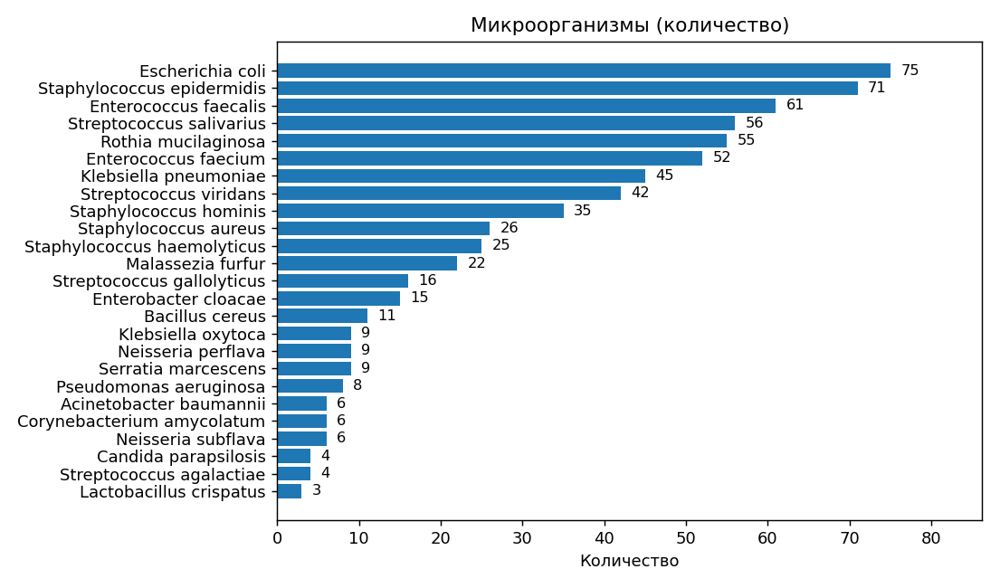 Микроорганизмы (количество)
Escherichia coli 75
Staphylococcus epidermidis 71
Enterococcus faecalis 61
Streptococcus salivarius 56
Rothia mucilaginosa 55
Enterococcus faecium 52
Klebsiella pneumoniae 45
Streptococcus viridans 42
Staphylococcus hominis 35
Staphylococcus aureus 26
Staphylococcus haemolyticus 25
Malassezia furfur 22
Streptococcus gallolyticus 16
Enterobacter cloacae 15
Bacillus cereus 11
Klebsiella oxytoca 9
Neisseria perflava 9
Serratia marcescens 9
Pseudomonas aeruginosa 8
Acinetobacter baumannii 6
Corynebacterium amycolatum 6
Neisseria subflava 6
Candida parapsilosis 4
Streptococcus agalactiae 4
Lactobacillus crispatus 3
0 10 20 30 40 50 60 70 80
Количество